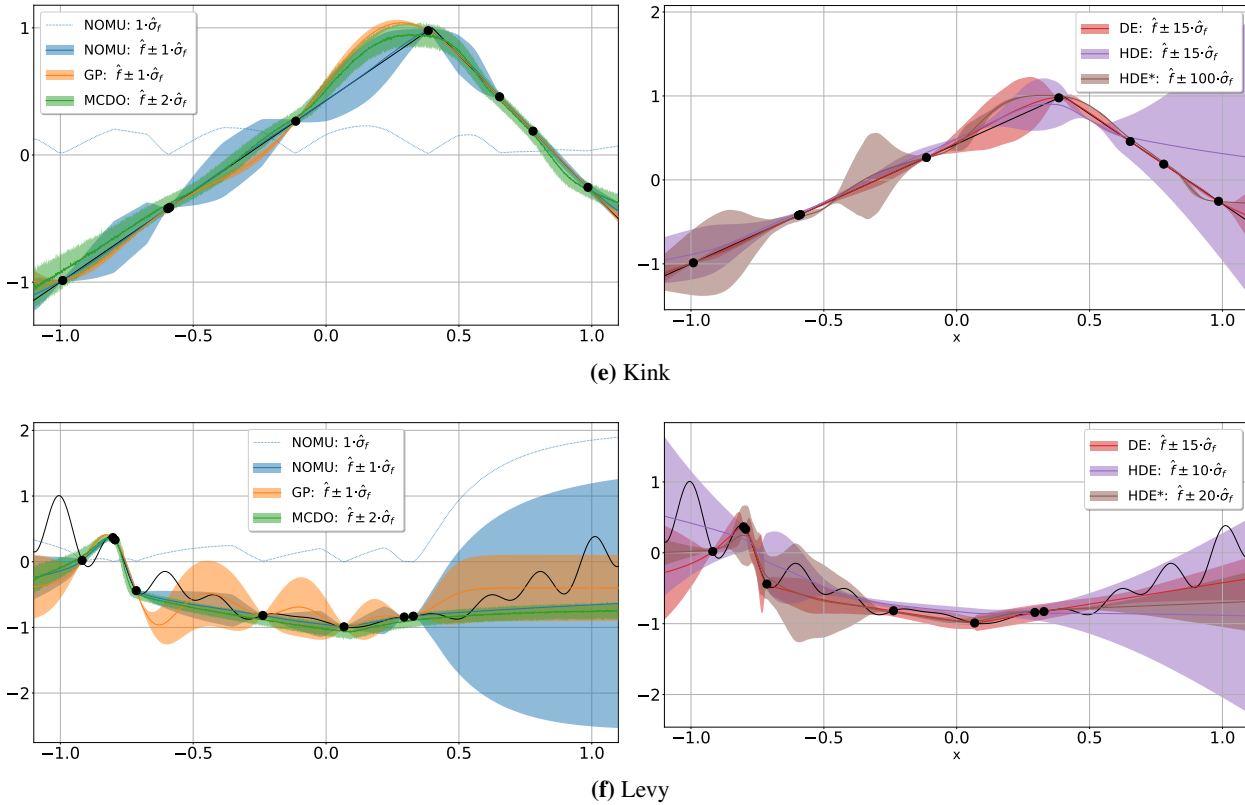 NOMU: 1·σ̂_f
NOMU: f̂ ± 1·σ̂_f
GP: f̂ ± 1·σ̂_f
MCDO: f̂ ± 2·σ̂_f
1
0
−1
−1.0 −0.5 0.0 0.5 1.0
DE: f̂ ± 15·σ̂_f
HDE: f̂ ± 15·σ̂_f
HDE*: f̂ ± 100·σ̂_f
2
1
0
−1
−1.0 −0.5 0.0 0.5 1.0
x
(e) Kink
NOMU: 1·σ̂_f
NOMU: f̂ ± 1·σ̂_f
GP: f̂ ± 1·σ̂_f
MCDO: f̂ ± 2·σ̂_f
2
1
0
−1
−2
−1.0 −0.5 0.0 0.5 1.0
DE: f̂ ± 15·σ̂_f
HDE: f̂ ± 10·σ̂_f
HDE*: f̂ ± 20·σ̂_f
2
1
0
−1
−2
−1.0 −0.5 0.0 0.5 1.0
x
(f) Levy